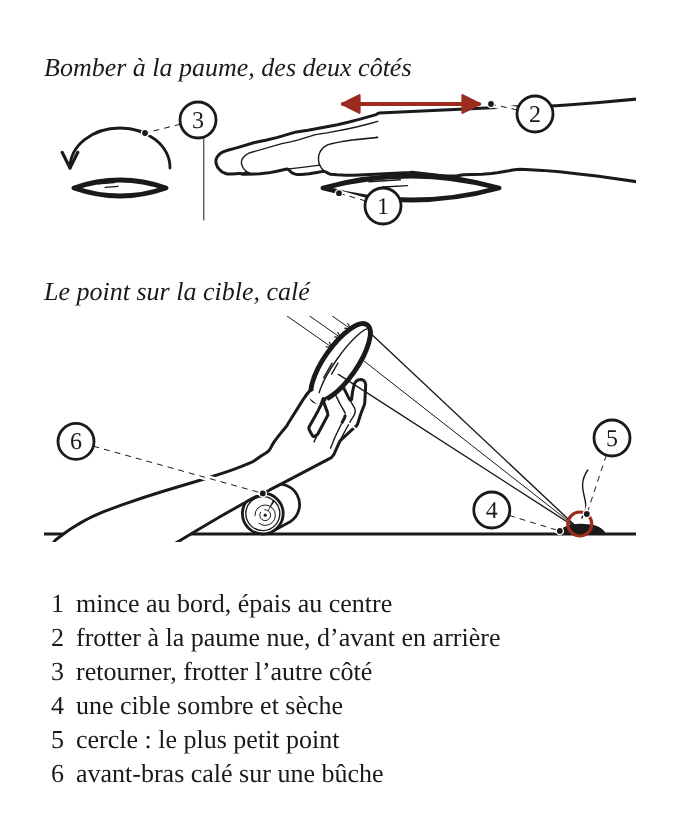 Bomber à la paume, des deux côtés
3
2
1
Le point sur la cible, calé
6
5
4
1 mince au bord, épais au centre
2 frotter à la paume nue, d’avant en arrière
3 retourner, frotter l’autre côté
4 une cible sombre et sèche
5 cercle : le plus petit point
6 avant-bras calé sur une bûche